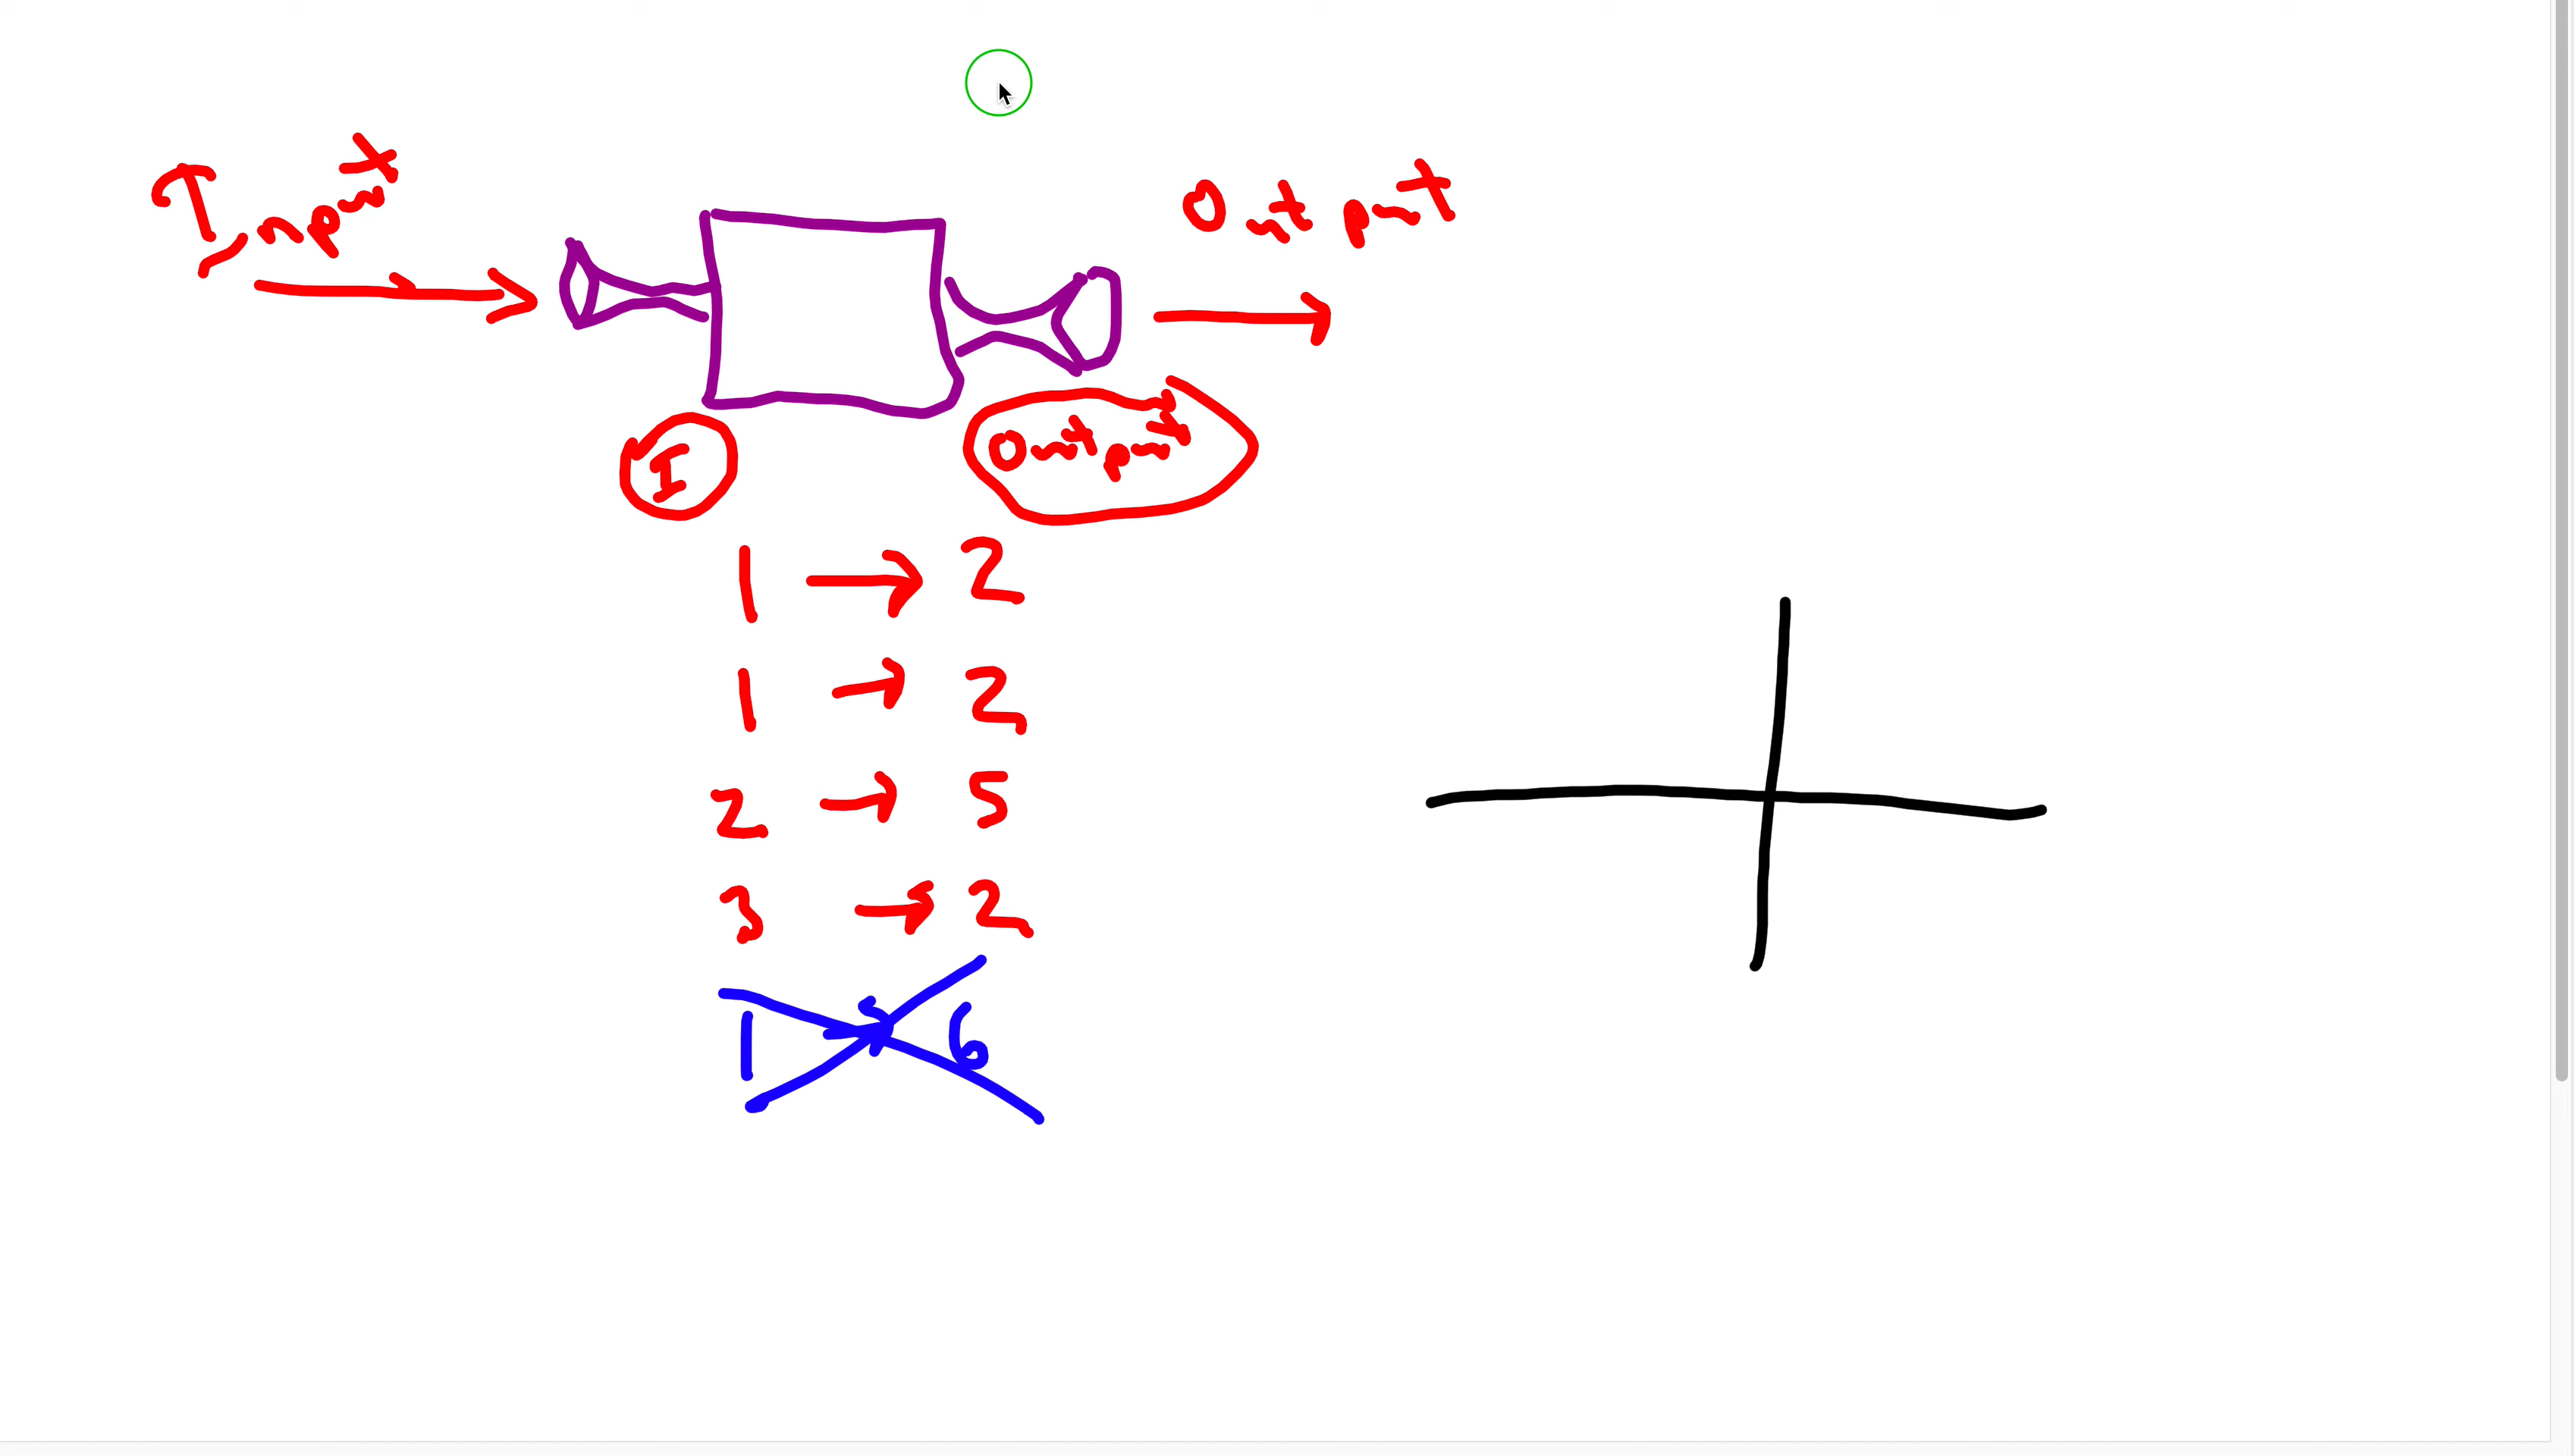 Input
Output
I Output
1 → 2
1 → 2
2 → 5
3 → 2
1 → 6